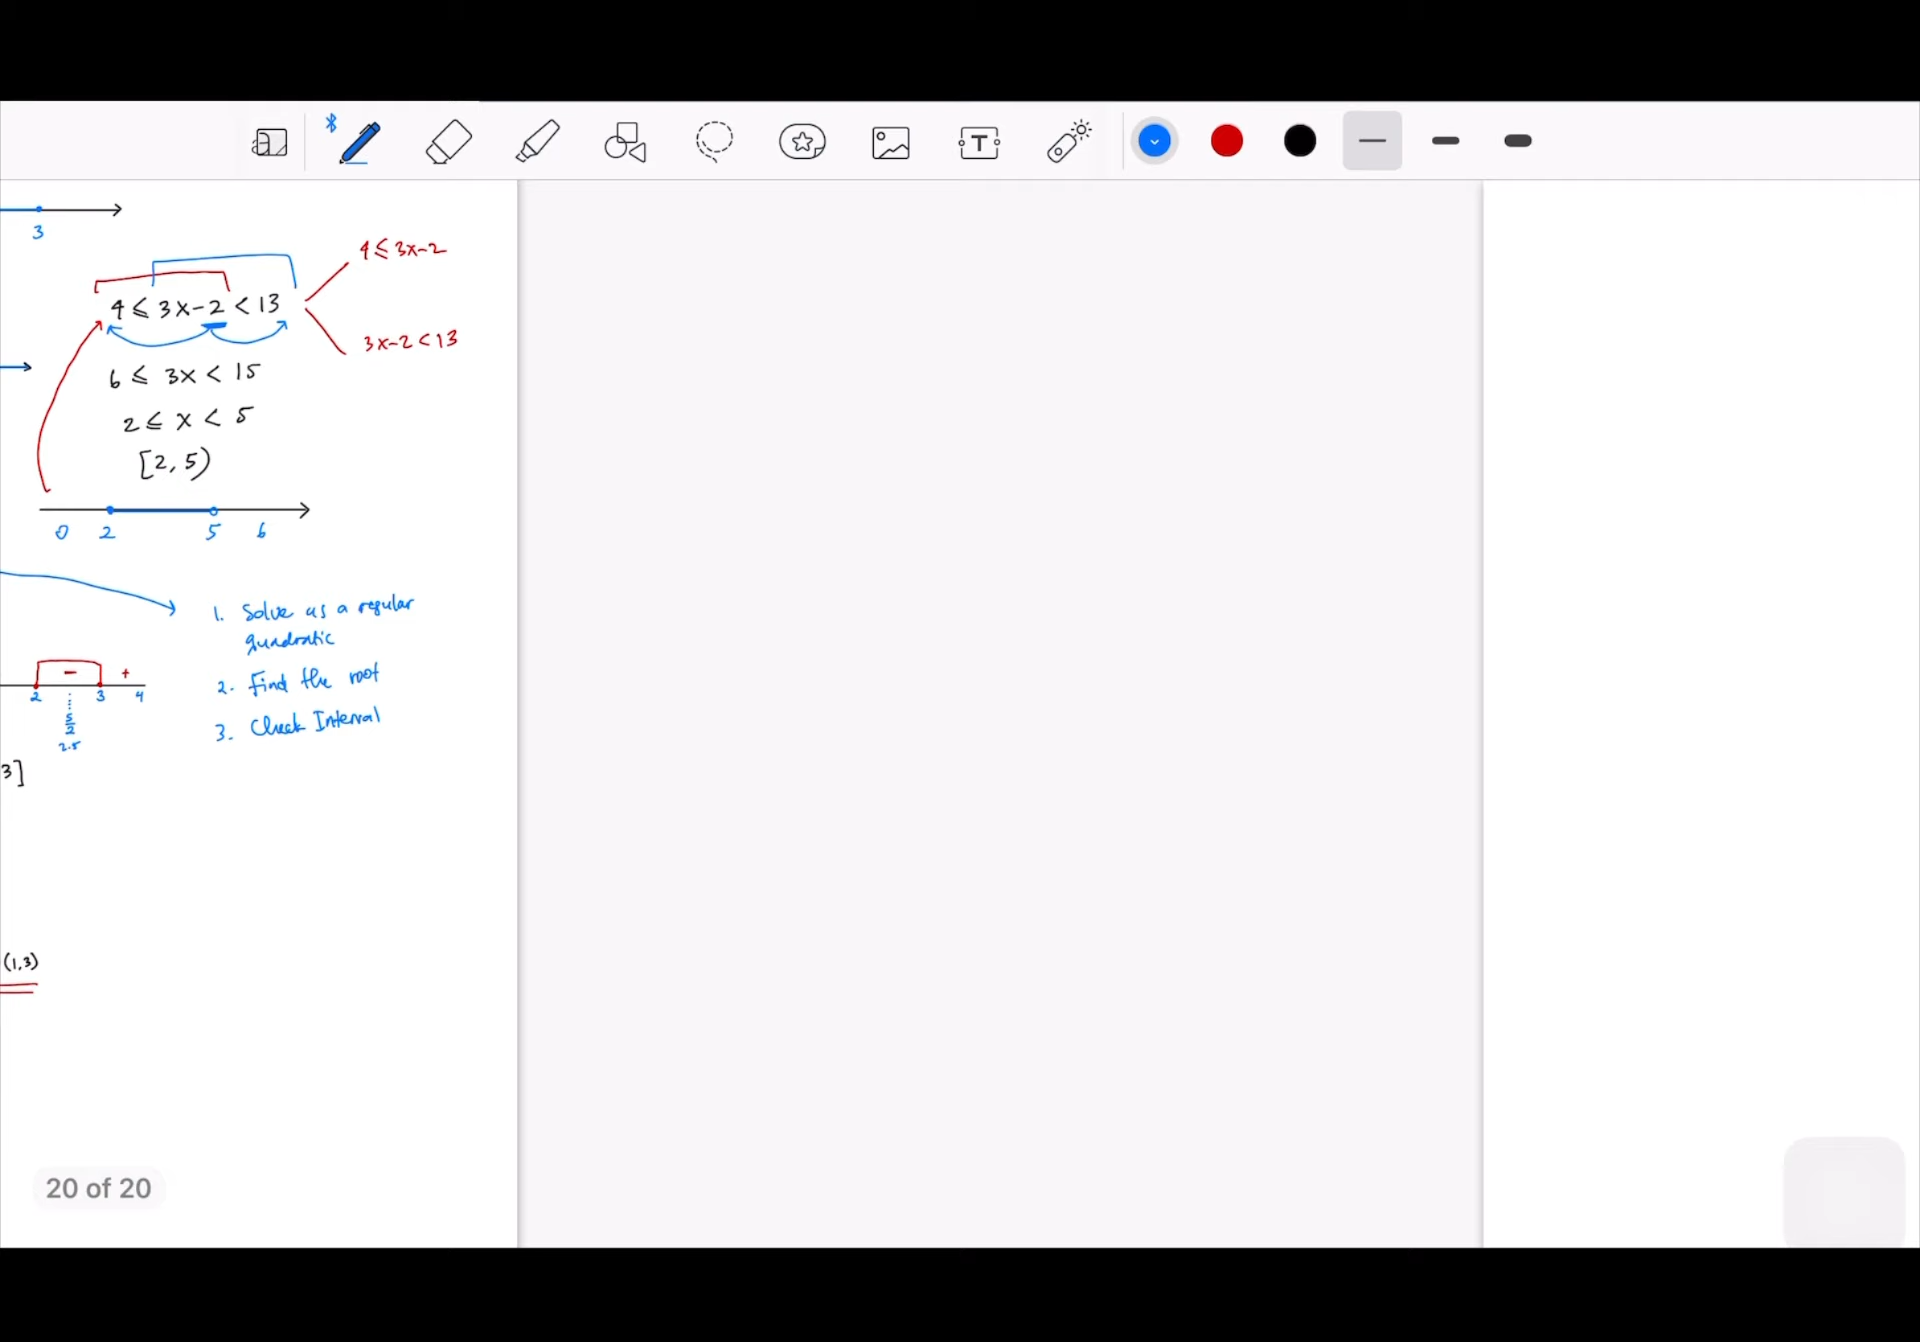 T
3
4 ≤ 3x-2
4 ≤ 3x-2 < 13
3x-2 < 13
6 ≤ 3x < 15
2 ≤ x < 5
[2, 5)
0 2 5 6
1. Solve as a regular
quadratic
2. Find the root
3. Check Interval
- +
2 3 4
5/2
2.5
3]
(1,3)
20 of 20